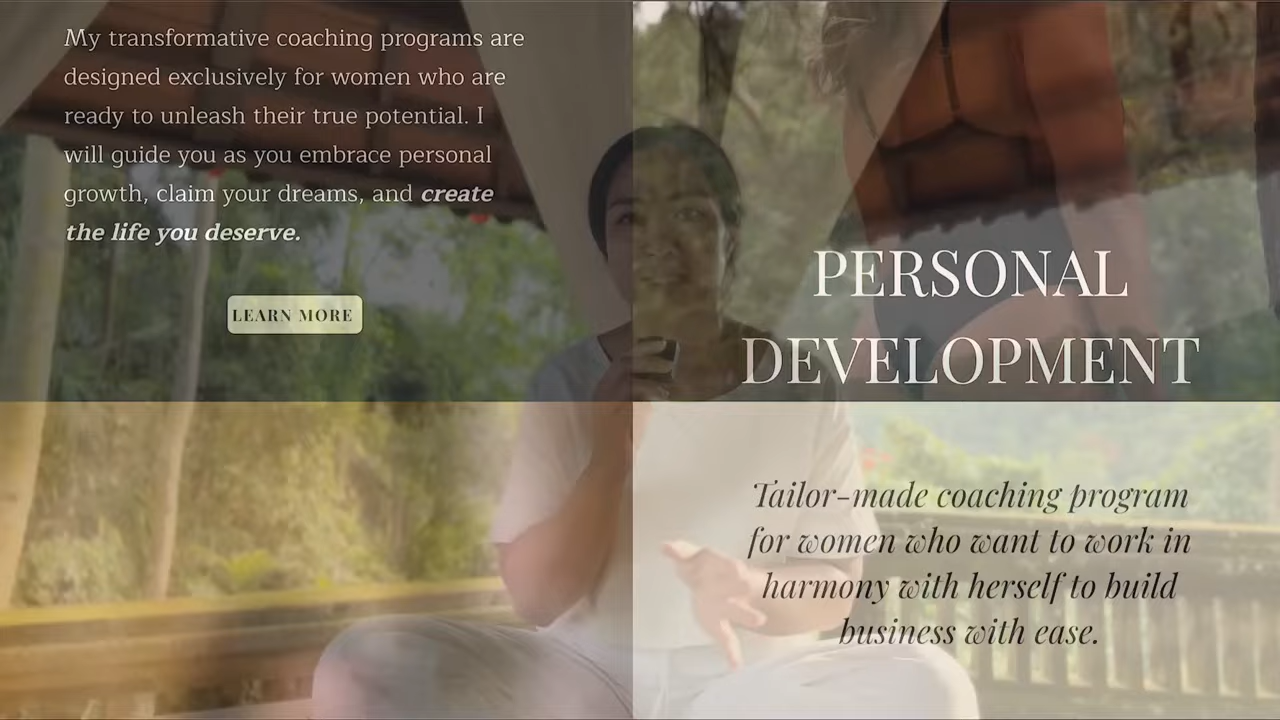 My transformative coaching programs are
designed exclusively for women who are
ready to unleash their true potential. I
will guide you as you embrace personal
growth, claim your dreams, and create
the life you deserve.
LEARN MORE
PERSONAL
DEVELOPMENT
Tailor-made coaching program
for women who want to work in
harmony with herself to build
business with ease.